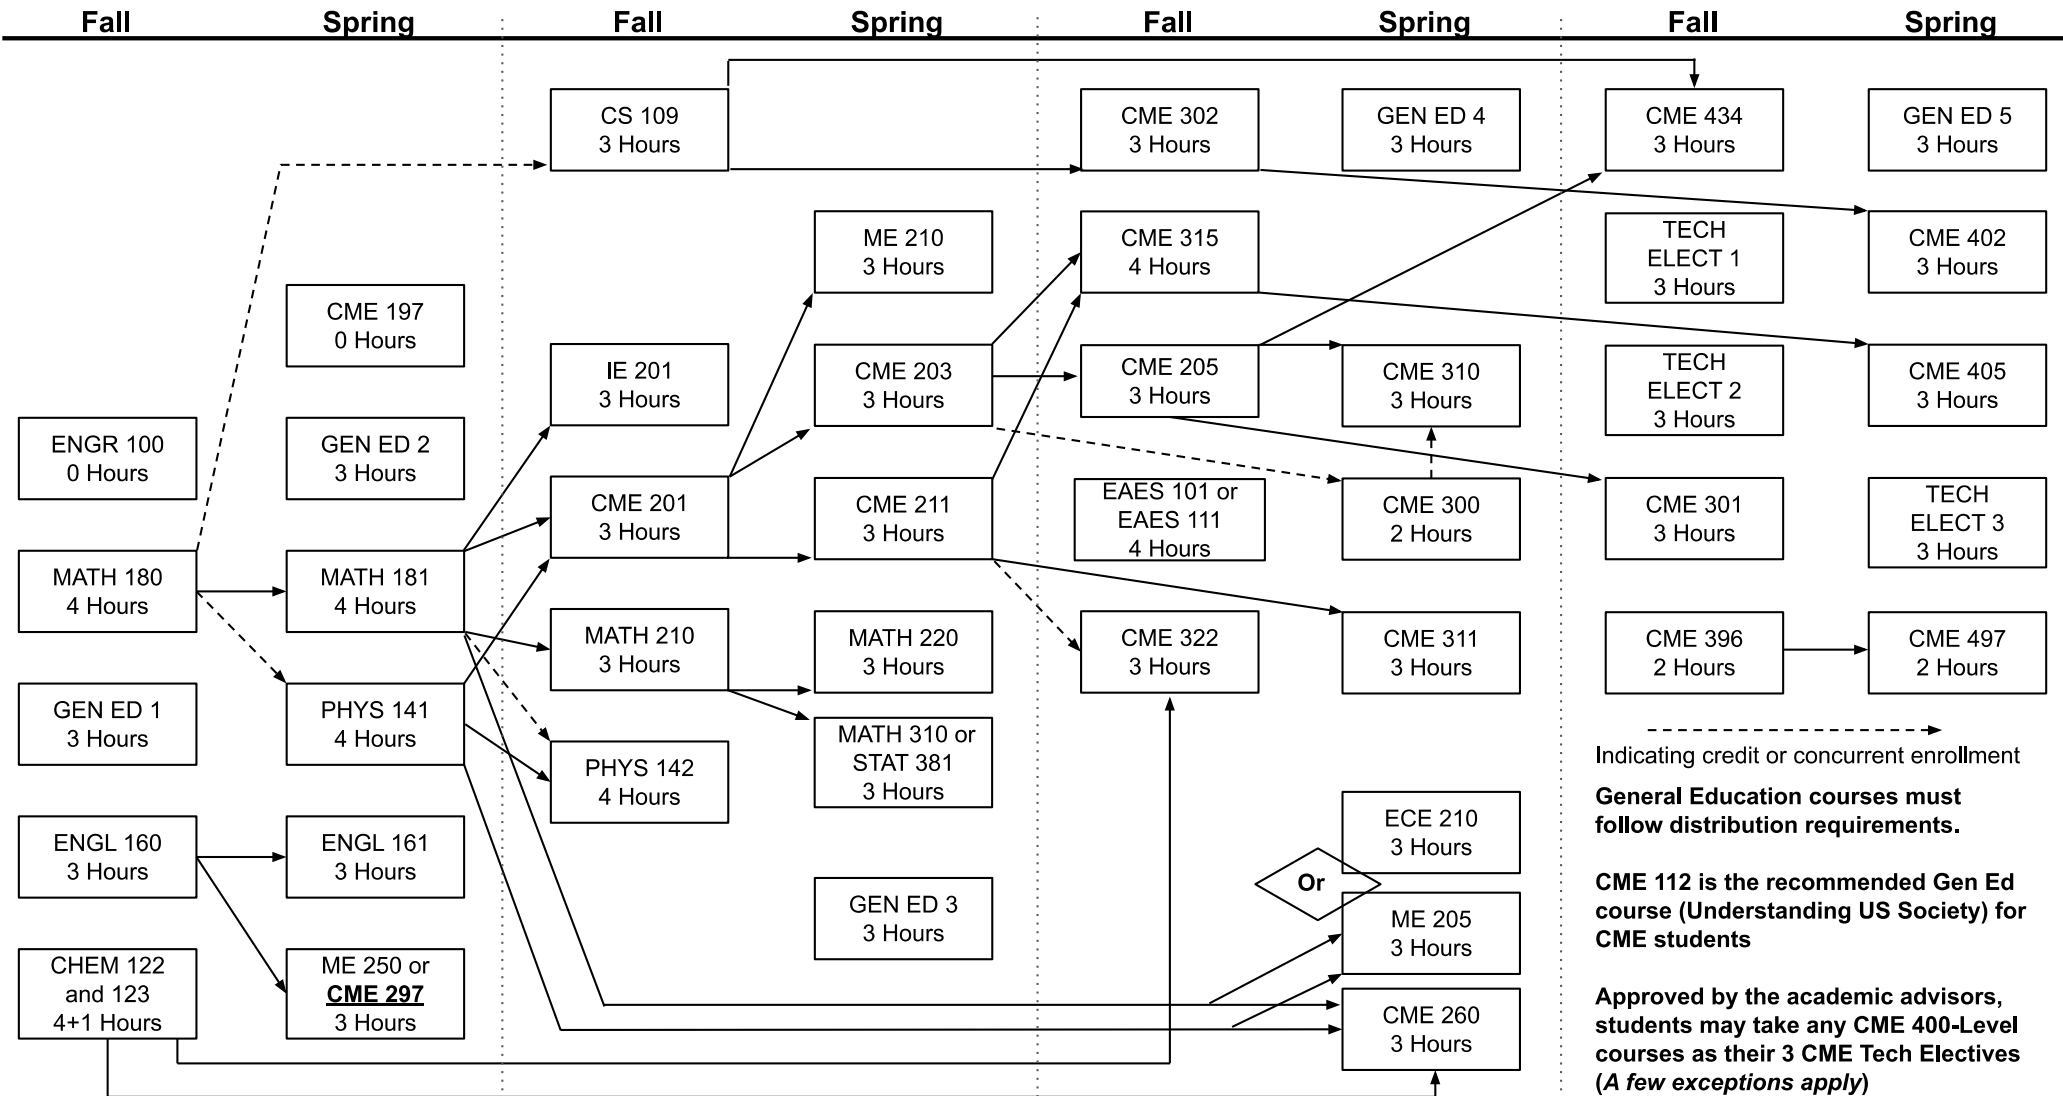 Fall
Spring
Fall
Spring
Fall
Spring
Fall
Spring
ENGR 100
0 Hours
MATH 180
4 Hours
GEN ED 1
3 Hours
ENGL 160
3 Hours
CHEM 122
and 123
4+1 Hours
CME 197
0 Hours
GEN ED 2
3 Hours
MATH 181
4 Hours
PHYS 141
4 Hours
ENGL 161
3 Hours
ME 250 or
CME 297
3 Hours
CS 109
3 Hours
IE 201
3 Hours
CME 201
3 Hours
MATH 210
3 Hours
PHYS 142
4 Hours
ME 210
3 Hours
CME 203
3 Hours
CME 211
3 Hours
MATH 220
3 Hours
MATH 310 or
STAT 381
3 Hours
GEN ED 3
3 Hours
CME 302
3 Hours
CME 315
4 Hours
CME 205
3 Hours
EAES 101 or
EAES 111
4 Hours
CME 322
3 Hours
GEN ED 4
3 Hours
CME 310
3 Hours
CME 300
2 Hours
CME 311
3 Hours
ECE 210
3 Hours
Or
ME 205
3 Hours
CME 260
3 Hours
CME 434
3 Hours
TECH
ELECT 1
3 Hours
TECH
ELECT 2
3 Hours
CME 301
3 Hours
CME 396
2 Hours
GEN ED 5
3 Hours
CME 402
3 Hours
CME 405
3 Hours
TECH
ELECT 3
3 Hours
CME 497
2 Hours
Indicating credit or concurrent enrollment
General Education courses must
follow distribution requirements.
CME 112 is the recommended Gen Ed
course (Understanding US Society) for
CME students
Approved by the academic advisors,
students may take any CME 400-Level
courses as their 3 CME Tech Electives
(A few exceptions apply)